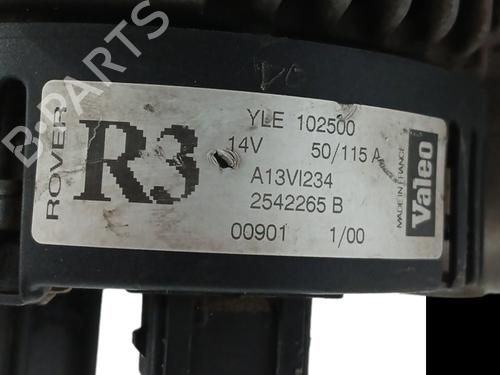 B-PARTS
ROVER
R3
YLE 102500
14V 50/115 A
A13VI234
2542265 B
00901 1/00
MADE IN FRANCE
Valeo